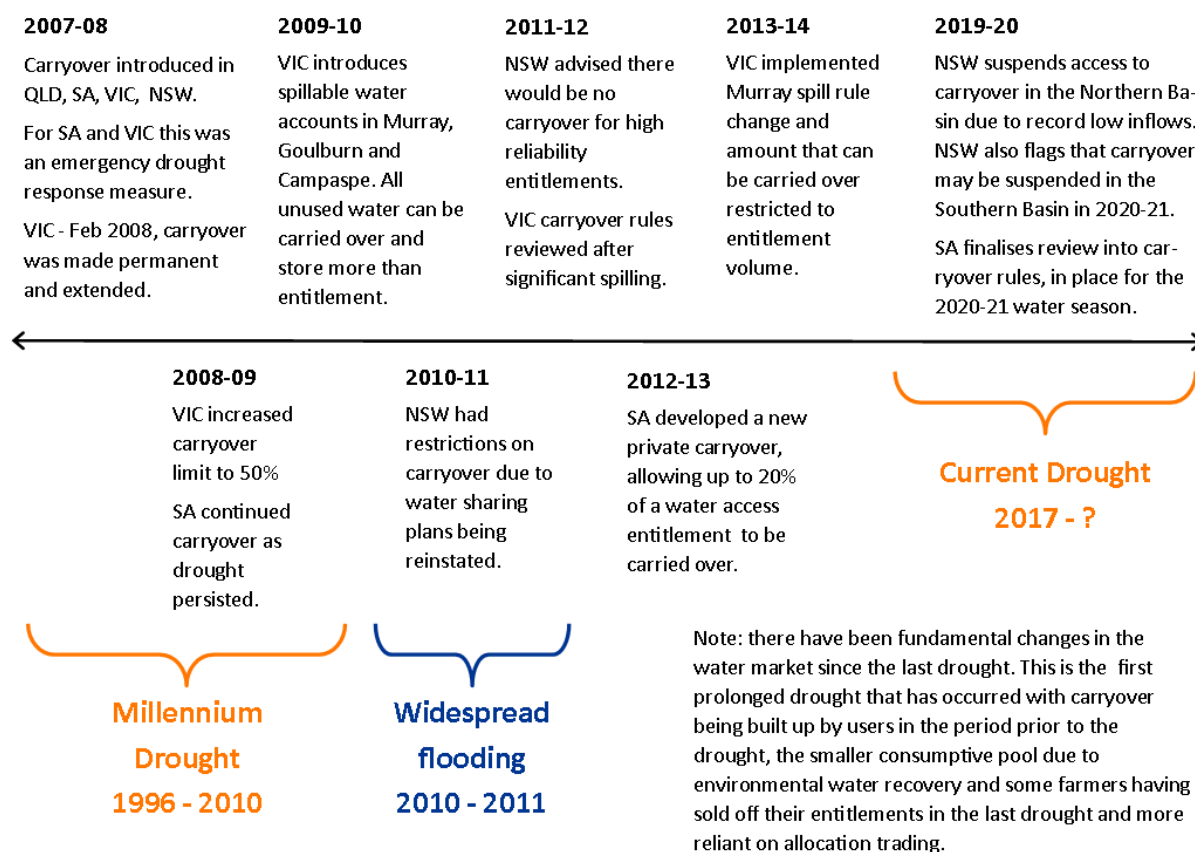 2007-08
Carryover introduced in
QLD, SA, VIC, NSW.
For SA and VIC this was
an emergency drought
response measure.
VIC - Feb 2008, carryover
was made permanent
and extended.
2009-10
VIC introduces
spillable water
accounts in Murray,
Goulburn and
Campaspe. All
unused water can be
carried over and
store more than
entitlement.
2011-12
NSW advised there
would be no
carryover for high
reliability
entitlements.
VIC carryover rules
reviewed after
significant spilling.
2013-14
VIC implemented
Murray spill rule
change and
amount that can
be carried over
restricted to
entitlement
volume.
2019-20
NSW suspends access to
carryover in the Northern Ba-
sin due to record low inflows.
NSW also flags that carryover
may be suspended in the
Southern Basin in 2020-21.
SA finalises review into car-
ryover rules, in place for the
2020-21 water season.
2008-09
VIC increased
carryover
limit to 50%
SA continued
carryover as
drought
persisted.
2010-11
NSW had
restrictions on
carryover due to
water sharing
plans being
reinstated.
2012-13
SA developed a new
private carryover,
allowing up to 20%
of a water access
entitlement to be
carried over.
Current Drought
2017 - ?
Millennium
Drought
1996 - 2010
Widespread
flooding
2010 - 2011
Note: there have been fundamental changes in the
water market since the last drought. This is the first
prolonged drought that has occurred with carryover
being built up by users in the period prior to the
drought, the smaller consumptive pool due to
environmental water recovery and some farmers having
sold off their entitlements in the last drought and more
reliant on allocation trading.